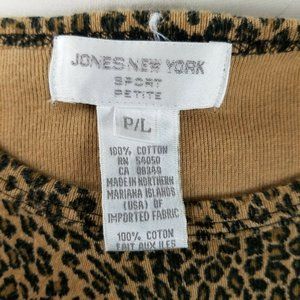 JONES NEW YORK
SPORT
PETITE
P/L
100% COTTON
RN 54050
CA 08349
MADE IN NORTHERN
MARIANA ISLANDS
(USA) OF
IMPORTED FABRIC
100% COTON
FAIT AUX ILES